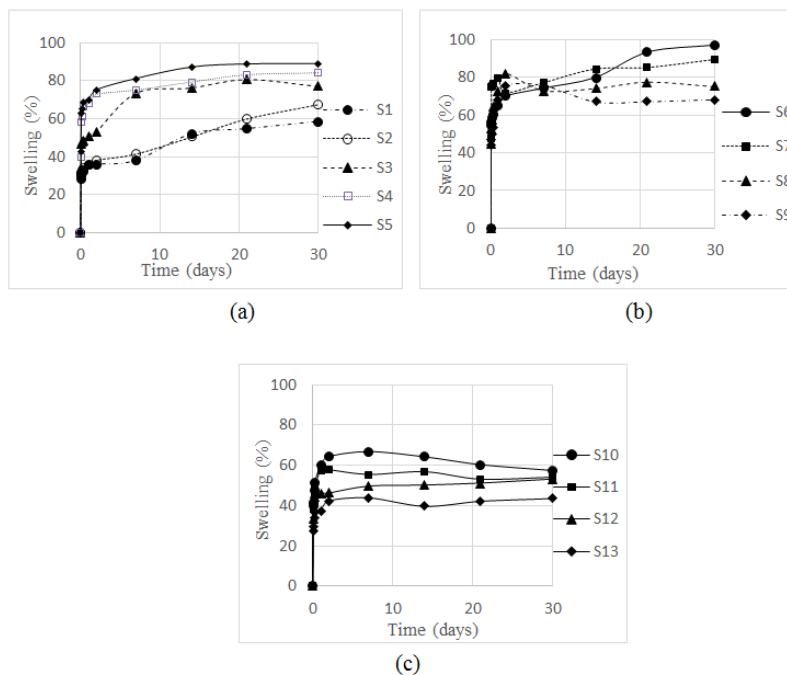 100
80
60
40
20
0
Swelling (%)
0 10 20 30
Time (days)
S1
S2
S3
S4
S5
(a)
100
80
60
40
20
0
Swelling (%)
0 10 20 30
Time (days)
S6
S7
S8
S9
(b)
100
80
60
40
20
0
Swelling (%)
0 10 20 30
Time (days)
S10
S11
S12
S13
(c)